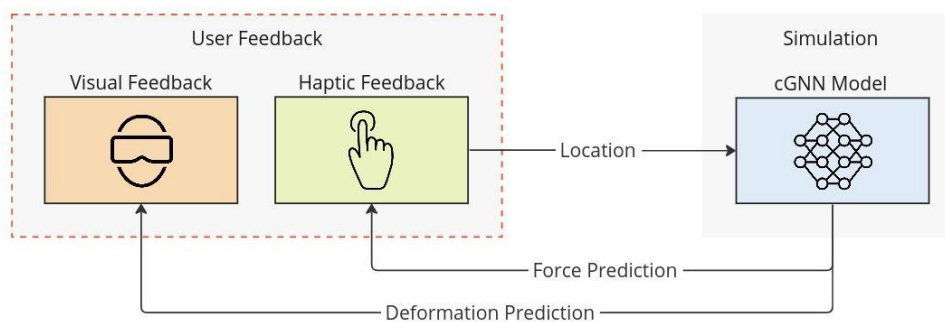 User Feedback
Simulation
Visual Feedback
Haptic Feedback
cGNN Model
Location
Force Prediction
Deformation Prediction